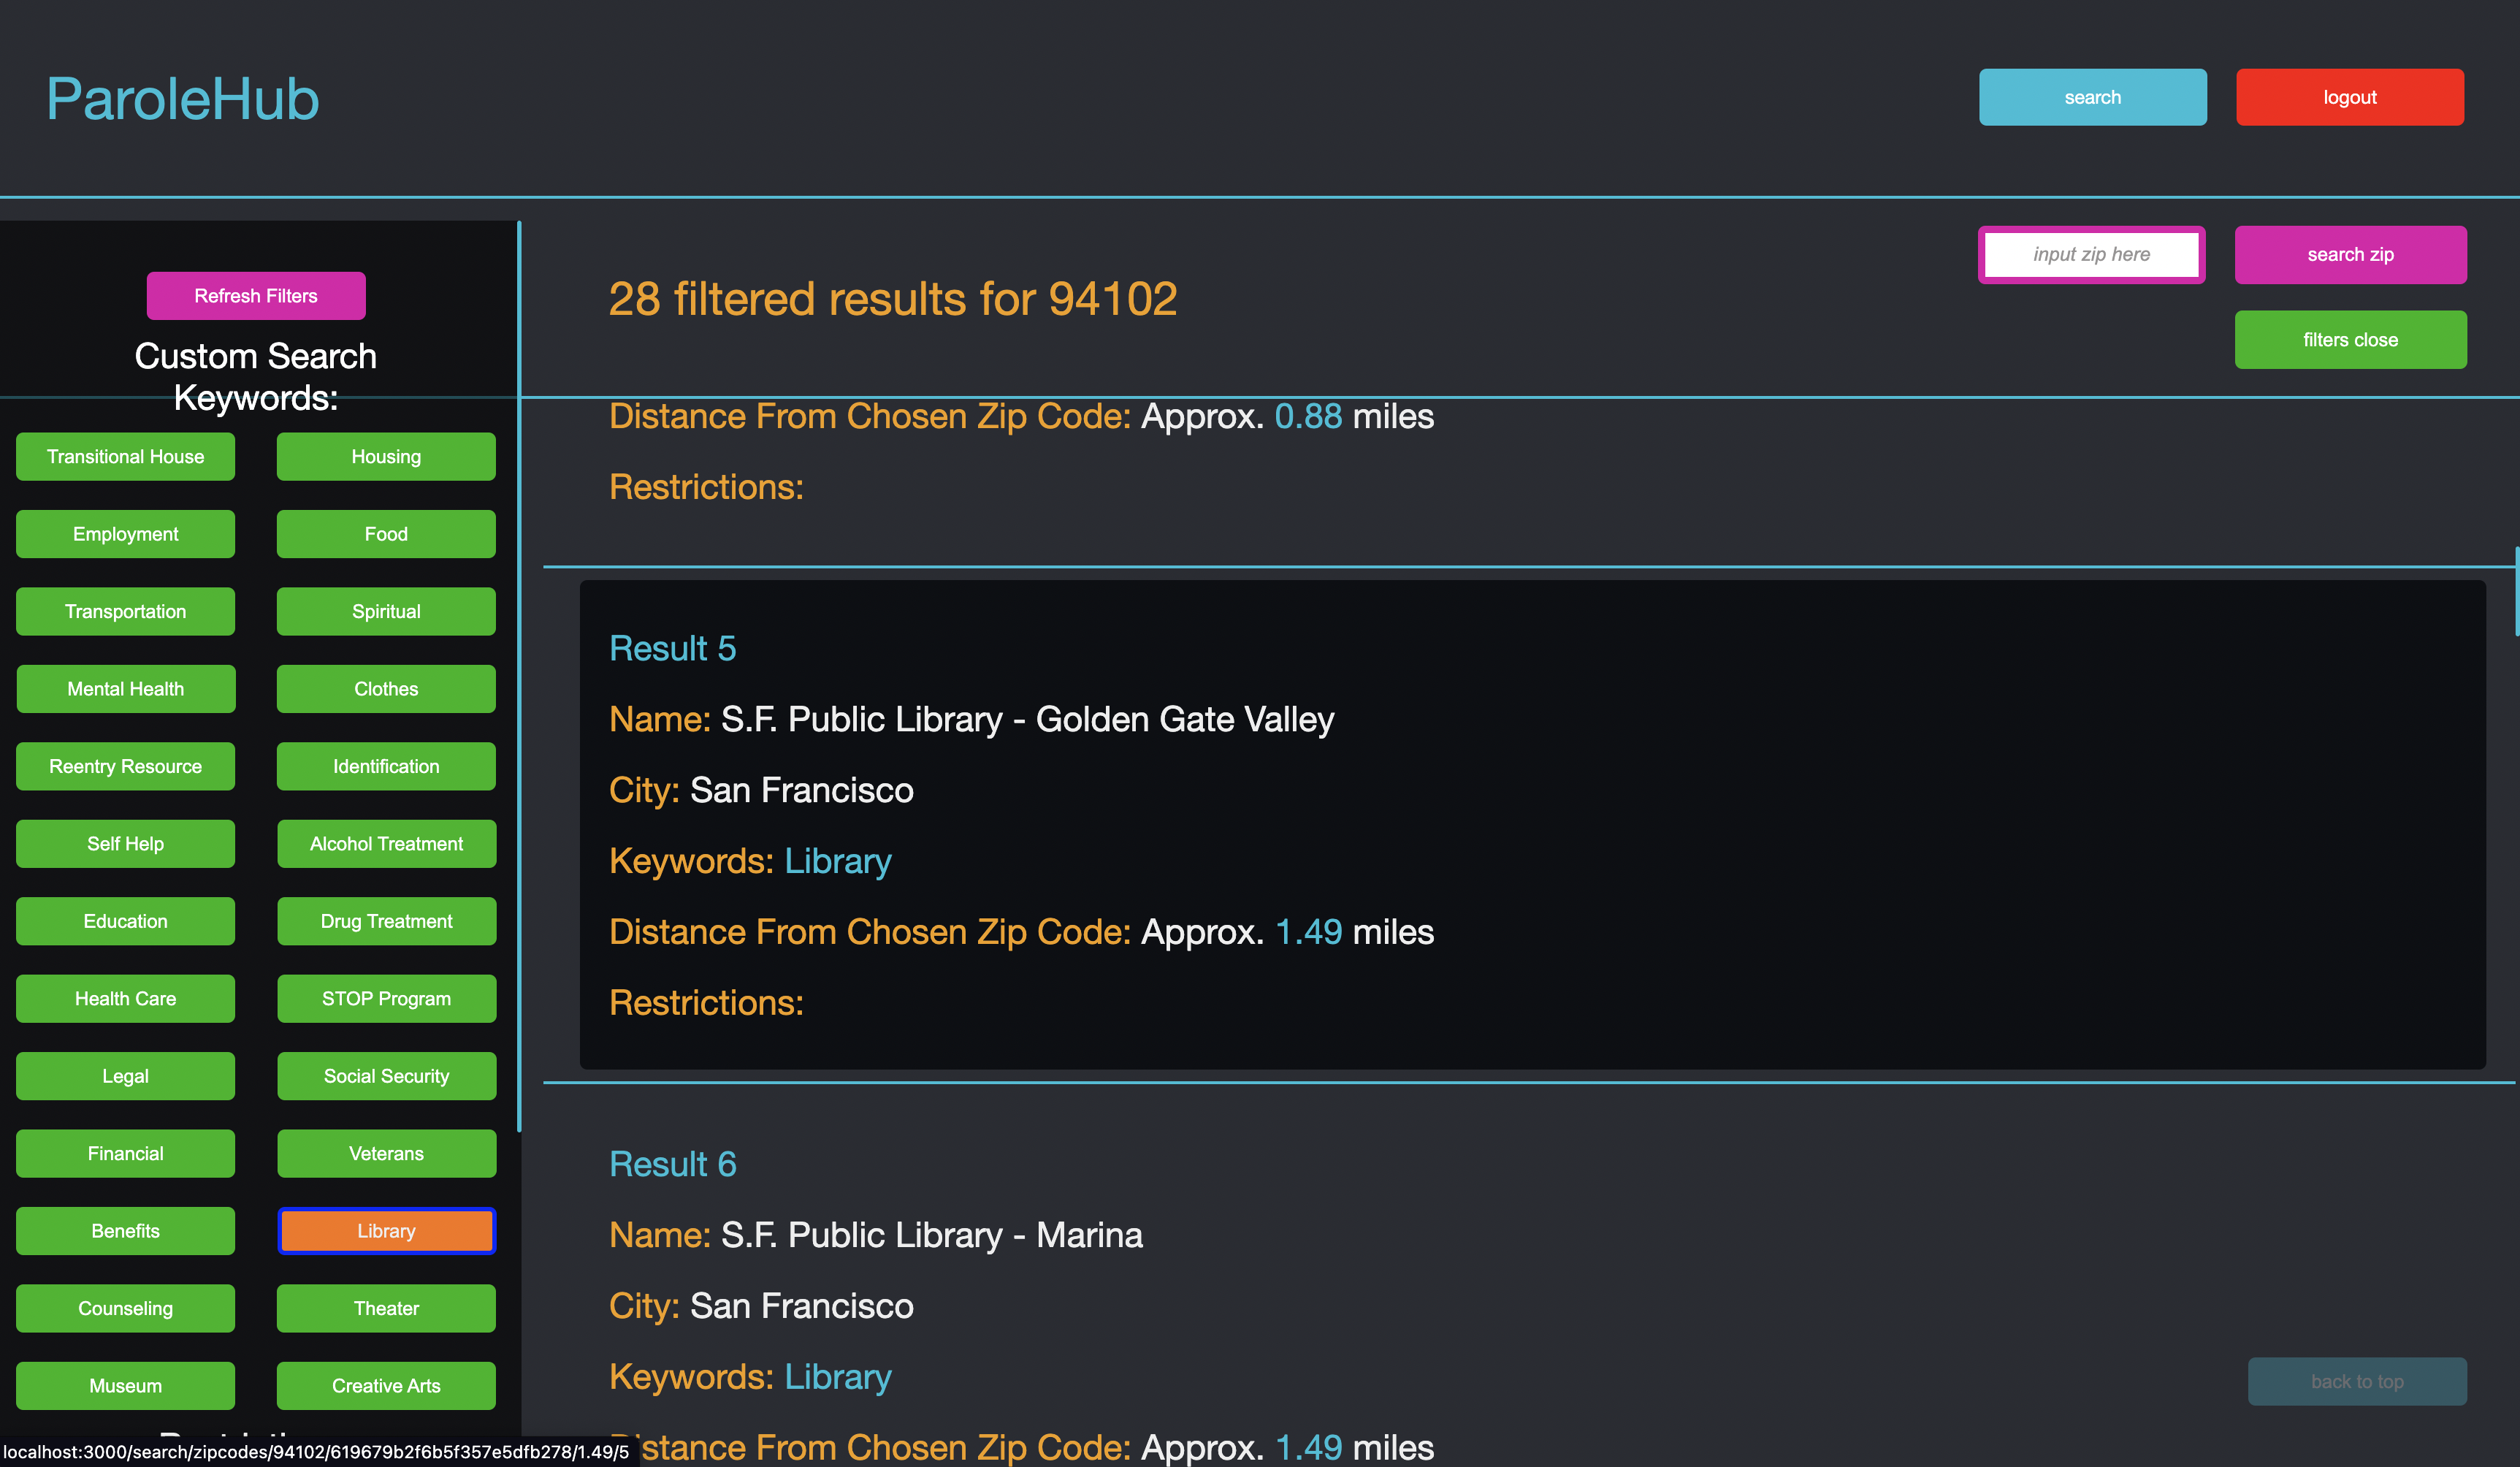 ParoleHub
search
logout
Refresh Filters
Custom Search
Keywords:
Transitional House
Housing
Employment
Food
Transportation
Spiritual
Mental Health
Clothes
Reentry Resource
Identification
Self Help
Alcohol Treatment
Education
Drug Treatment
Health Care
STOP Program
Legal
Social Security
Financial
Veterans
Benefits
Library
Counseling
Theater
Museum
Creative Arts
28 filtered results for 94102
input zip here
search zip
filters close
Distance From Chosen Zip Code: Approx. 0.88 miles
Restrictions:
Result 5
Name: S.F. Public Library - Golden Gate Valley
City: San Francisco
Keywords: Library
Distance From Chosen Zip Code: Approx. 1.49 miles
Restrictions:
Result 6
Name: S.F. Public Library - Marina
City: San Francisco
Keywords: Library
stance From Chosen Zip Code: Approx. 1.49 miles
back to top
localhost:3000/search/zipcodes/94102/619679b2f6b5f357e5dfb278/1.49/5